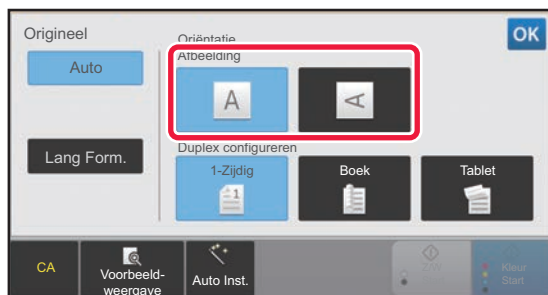 Origineel
Oriëntatie
Afbeelding
OK
Auto
A
A
Lang Form.
Duplex configureren
1-Zijdig
Boek
Tablet
1
CA
Voorbeeld-
weergave
Auto Inst.
Kleur
Start